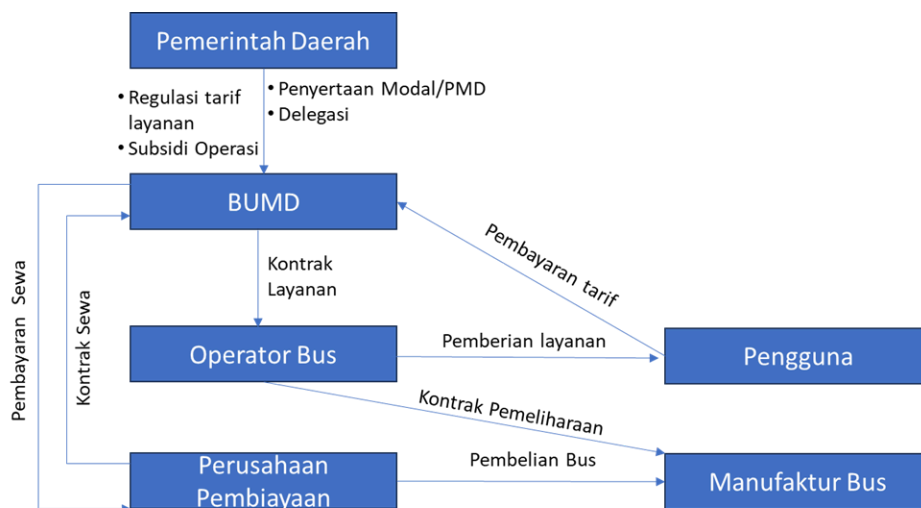 Pemerintah Daerah
• Regulasi tarif
layanan
• Subsidi Operasi
• Penyertaan Modal/PMD
• Delegasi
BUMD
Pembayaran Sewa
Kontrak Sewa
Kontrak
Layanan
Pembayaran tarif
Operator Bus
Pemberian layanan
Pengguna
Kontrak Pemeliharaan
Perusahaan
Pembiayaan
Pembelian Bus
Manufaktur Bus